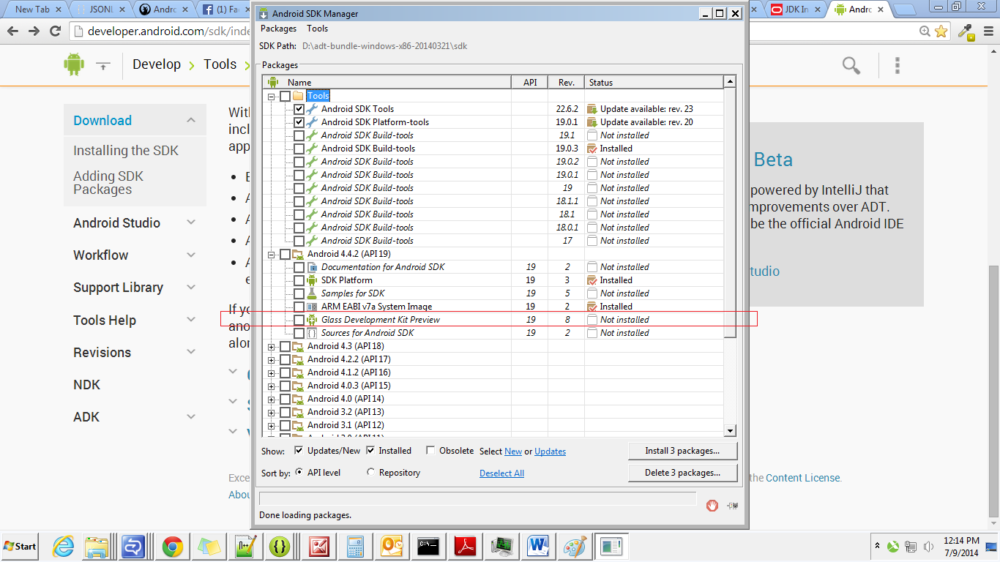 New Tab
JSONL
Andro
(1) Fac
Android SDK Manager
JDK In
Andro
developer.android.com/sdk/inde
Packages Tools
SDK Path: D:\adt-bundle-windows-x86-20140321\sdk
Packages
Develop Tools
Name API Rev. Status
Tools
Android SDK Tools 22.6.2 Update available: rev. 23
Android SDK Platform-tools 19.0.1 Update available: rev. 20
Android SDK Build-tools 19.1 Not installed
Android SDK Build-tools 19.0.3 Installed
Android SDK Build-tools 19.0.2 Not installed
Android SDK Build-tools 19.0.1 Not installed
Android SDK Build-tools 19 Not installed
Android SDK Build-tools 18.1.1 Not installed
Android SDK Build-tools 18.1 Not installed
Android SDK Build-tools 18.0.1 Not installed
Android SDK Build-tools 17 Not installed
Android 4.4.2 (API 19)
Documentation for Android SDK 19 2 Not installed
SDK Platform 19 3 Installed
Samples for SDK 19 5 Not installed
ARM EABI v7a System Image 19 2 Installed
Glass Development Kit Preview 19 8 Not installed
Sources for Android SDK 19 2 Not installed
Android 4.3 (API 18)
Android 4.2.2 (API 17)
Android 4.1.2 (API 16)
Android 4.0.3 (API 15)
Android 4.0 (API 14)
Android 3.2 (API 13)
Android 3.1 (API 12)
Show: Updates/New Installed Obsolete Select New or Updates Install 3 packages...
Sort by: API level Repository Deselect All Delete 3 packages...
Done loading packages.
Download
Installing the SDK
Adding SDK
Packages
Android Studio
Workflow
Support Library
Tools Help
Revisions
NDK
ADK
With
incl
app
If yo
ano
alon
Exce
Abou
Beta
powered by IntelliJ that
mprovements over ADT.
be the official Android IDE
tudio
the Content License.
Start
12:14 PM
7/9/2014